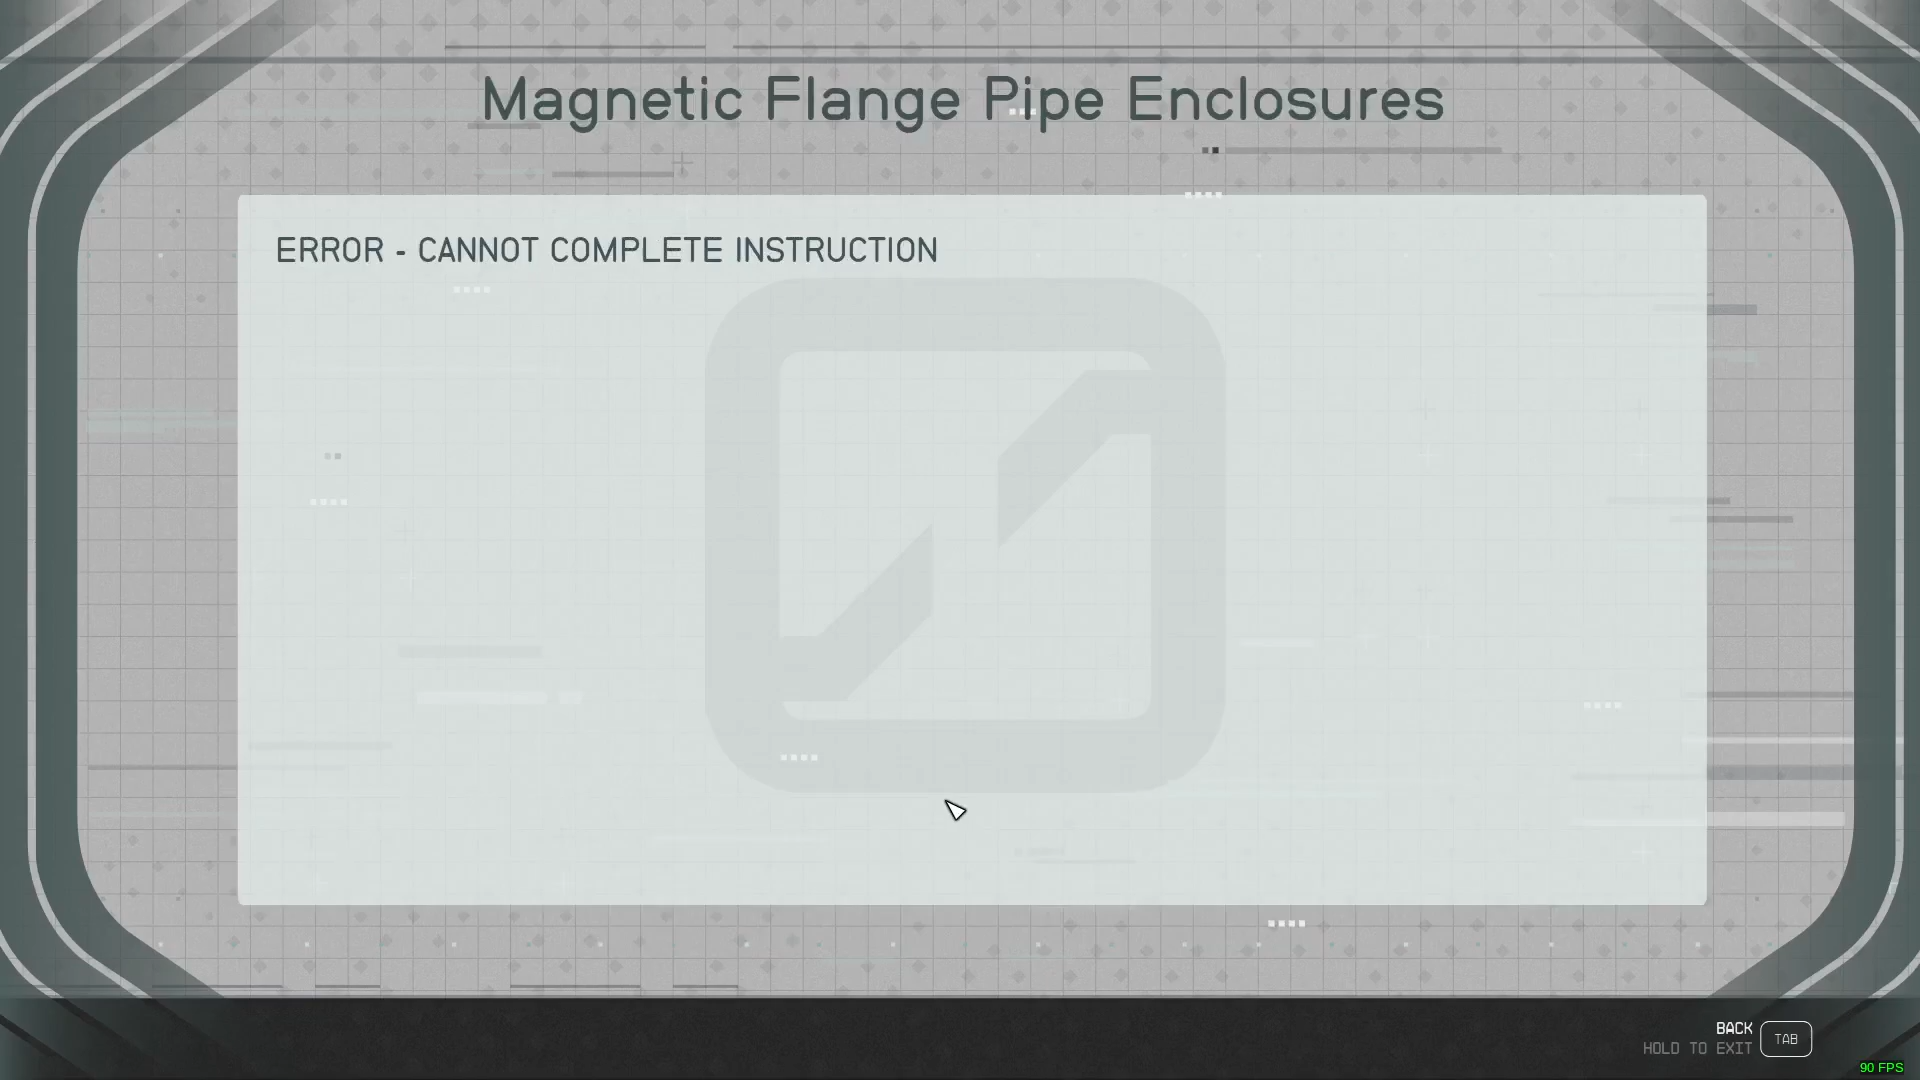 Magnetic Flange Pipe Enclosures
ERROR - CANNOT COMPLETE INSTRUCTION
BACK
HOLD TO EXIT
TAB
90 FPS